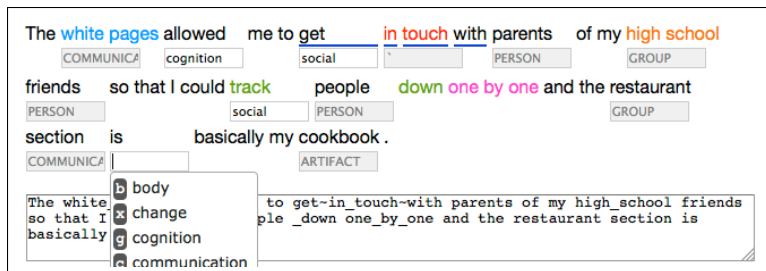 The white pages allowed me to get in touch with parents of my high school
COMMUNICA cognition social ` PERSON GROUP
friends so that I could track people down one by one and the restaurant
PERSON social PERSON GROUP
section is basically my cookbook .
COMMUNICA ARTIFACT
b body
x change
g cognition
c communication
The white to get~in_touch~with parents of my high_school friends
so that I ple _down one_by_one and the restaurant section is
basically